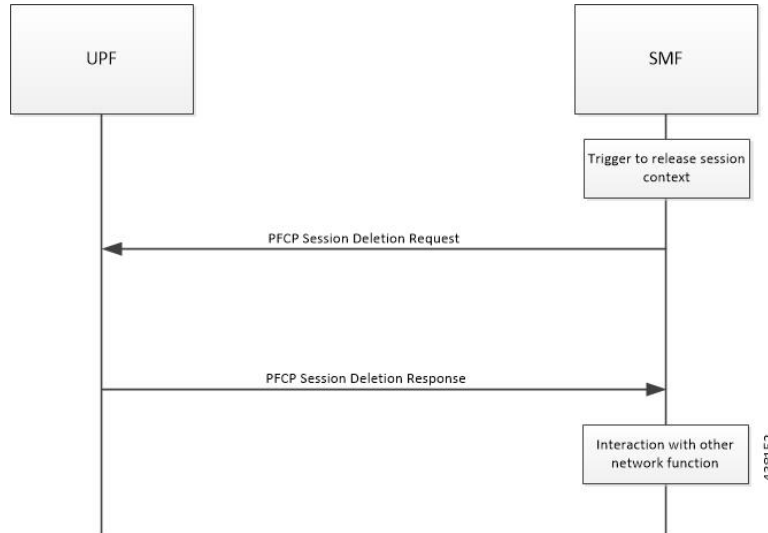 UPF
SMF
Trigger to release session
context
PFCP Session Deletion Request
PFCP Session Deletion Response
Interaction with other
network function